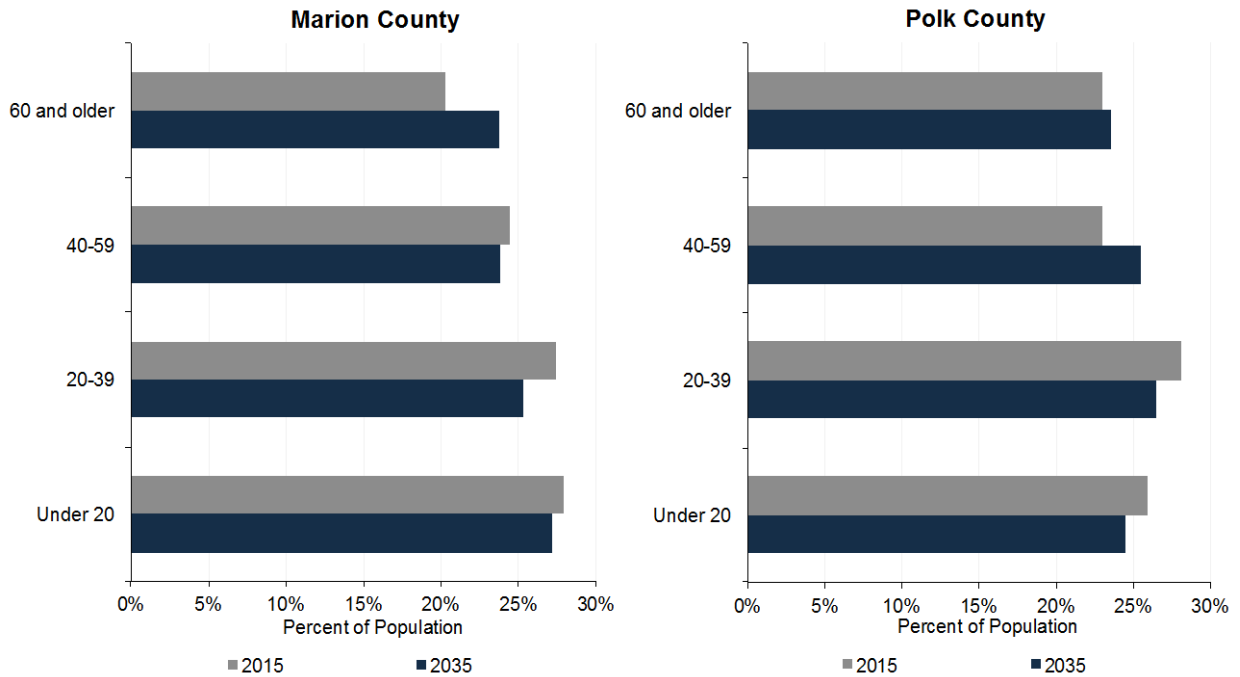 Marion County
60 and older
40-59
20-39
Under 20
0% 5% 10% 15% 20% 25% 30%
Percent of Population
2015 2035
Polk County
60 and older
40-59
20-39
Under 20
0% 5% 10% 15% 20% 25% 30%
Percent of Population
2015 2035